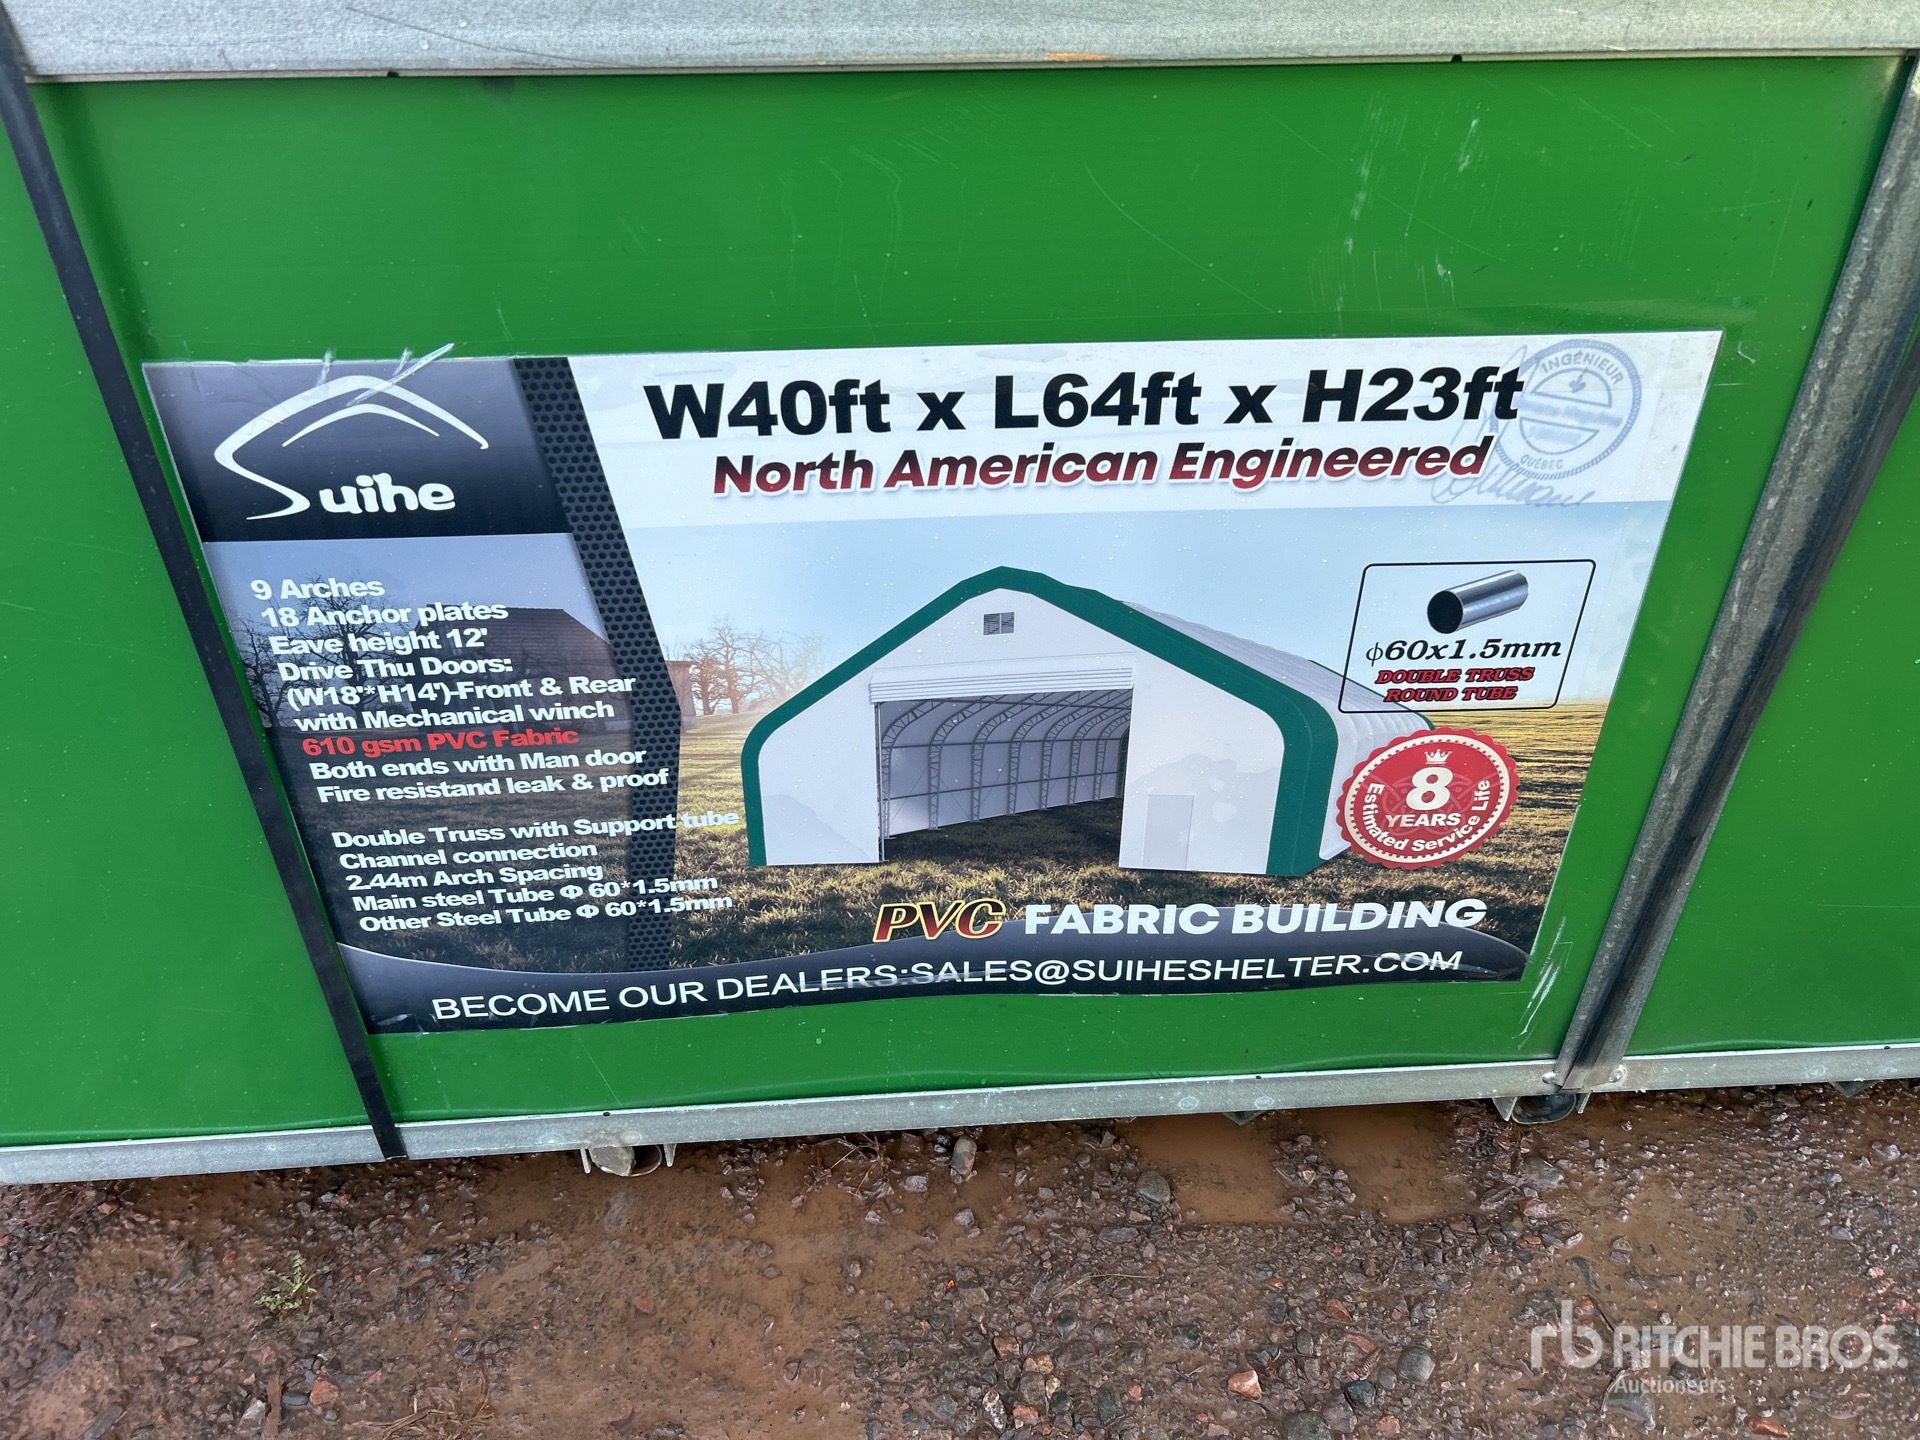 Suihe
W40ft x L64ft x H23ft
North American Engineered
INGÉNIEUR
QUÉBEC
9 Arches
18 Anchor plates
Eave height 12'
Drive Thu Doors:
(W18'*H14')-Front & Rear
with Mechanical winch
610 gsm PVC Fabric
Both ends with Man door
Fire resistand leak & proof
Double Truss with Support tube
Channel connection
2.44m Arch Spacing
Main steel Tube Φ 60*1.5mm
Other Steel Tube Φ 60*1.5mm
ϕ60x1.5mm
DOUBLE TRUSS
ROUND TUBE
8
YEARS
Estimated Service Life
PVC FABRIC BUILDING
BECOME OUR DEALERS:SALES@SUIHESHELTER.COM
rb RITCHIE BROS.
Auctioneers